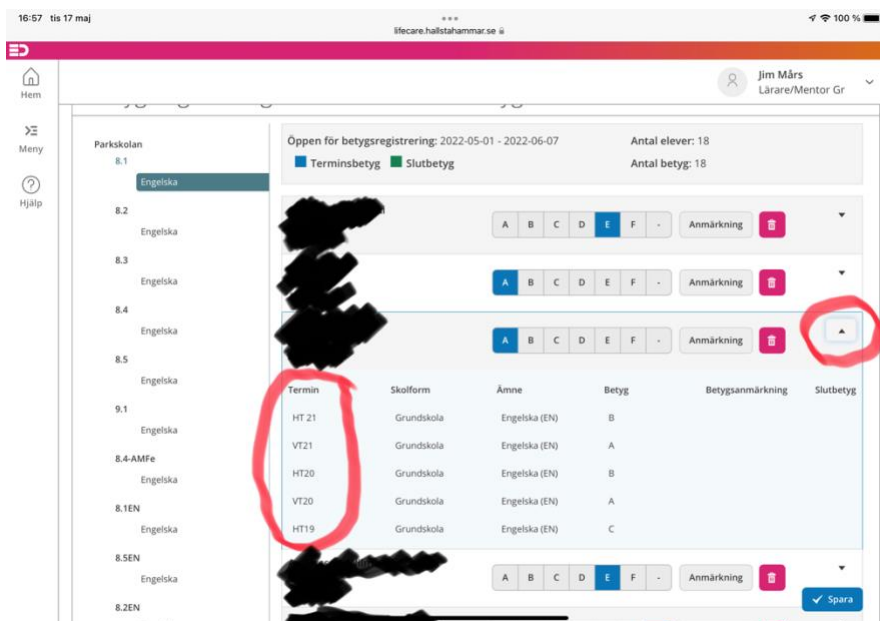 16:57 tis 17 maj
100 %
lifecare.hallstahammar.se
Hem
Jim Mårs
Lärare/Mentor Gr
Meny
Hjälp
Parkskolan
8.1
Engelska
8.2
Engelska
8.3
Engelska
8.4
Engelska
8.5
Engelska
9.1
Engelska
8.4-AMFe
Engelska
8.1EN
Engelska
8.5EN
Engelska
8.2EN
Öppen för betygsregistrering: 2022-05-01 - 2022-06-07
Antal elever: 18
Terminsbetyg Slutbetyg
Antal betyg: 18
A B C D E F - Anmärkning
A B C D E F - Anmärkning
A B C D E F - Anmärkning
Termin Skolform Ämne Betyg Betygsanmärkning Slutbetyg
HT 21 Grundskola Engelska (EN) B
VT21 Grundskola Engelska (EN) A
HT20 Grundskola Engelska (EN) B
VT20 Grundskola Engelska (EN) A
HT19 Grundskola Engelska (EN) C
A B C D E F - Anmärkning
Spara